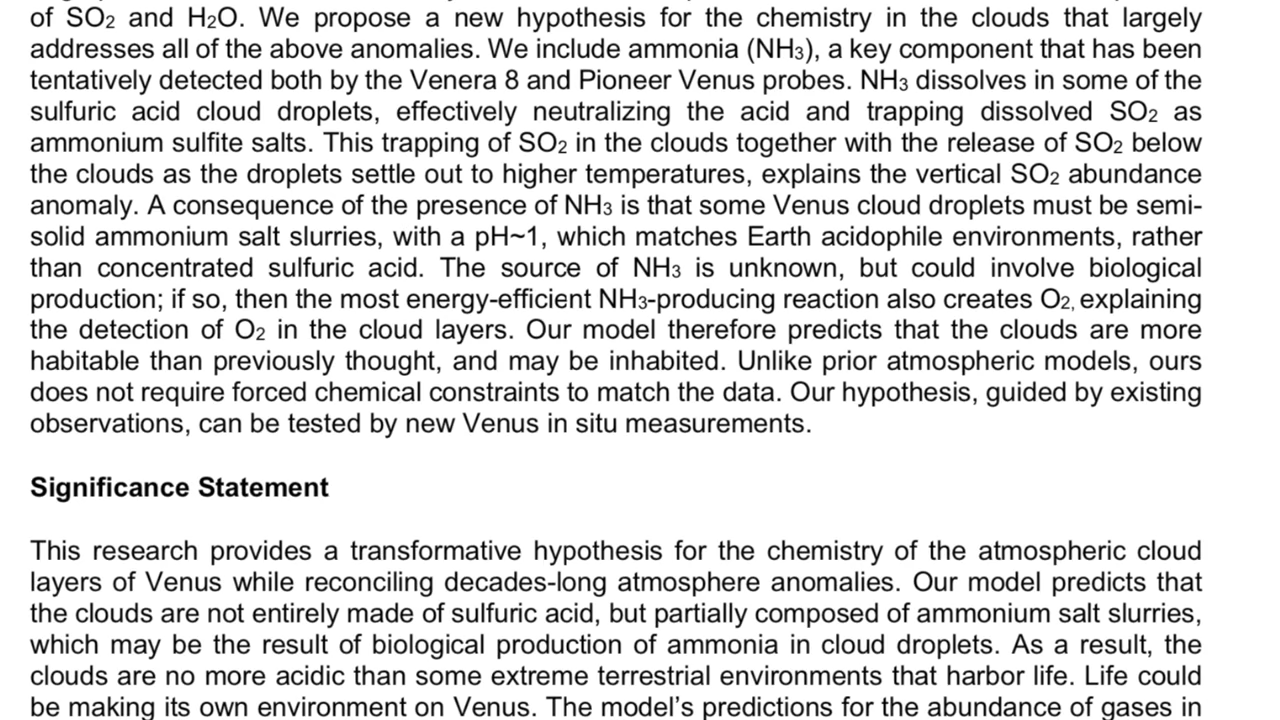 of SO2 and H2O. We propose a new hypothesis for the chemistry in the clouds that largely
addresses all of the above anomalies. We include ammonia (NH3), a key component that has been
tentatively detected both by the Venera 8 and Pioneer Venus probes. NH3 dissolves in some of the
sulfuric acid cloud droplets, effectively neutralizing the acid and trapping dissolved SO2 as
ammonium sulfite salts. This trapping of SO2 in the clouds together with the release of SO2 below
the clouds as the droplets settle out to higher temperatures, explains the vertical SO2 abundance
anomaly. A consequence of the presence of NH3 is that some Venus cloud droplets must be semi-
solid ammonium salt slurries, with a pH~1, which matches Earth acidophile environments, rather
than concentrated sulfuric acid. The source of NH3 is unknown, but could involve biological
production; if so, then the most energy-efficient NH3-producing reaction also creates O2, explaining
the detection of O2 in the cloud layers. Our model therefore predicts that the clouds are more
habitable than previously thought, and may be inhabited. Unlike prior atmospheric models, ours
does not require forced chemical constraints to match the data. Our hypothesis, guided by existing
observations, can be tested by new Venus in situ measurements.
Significance Statement
This research provides a transformative hypothesis for the chemistry of the atmospheric cloud
layers of Venus while reconciling decades-long atmosphere anomalies. Our model predicts that
the clouds are not entirely made of sulfuric acid, but partially composed of ammonium salt slurries,
which may be the result of biological production of ammonia in cloud droplets. As a result, the
clouds are no more acidic than some extreme terrestrial environments that harbor life. Life could
be making its own environment on Venus. The model's predictions for the abundance of gases in